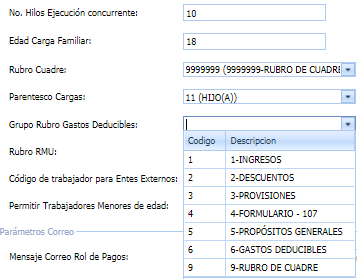 No. Hilos Ejecución concurrente: 10
Edad Carga Familiar: 18
Rubro Cuadre: 9999999 (9999999-RUBRO DE CUADRE
Parentesco Cargas: 11 (HIJO(A))
Grupo Rubro Gastos Deducibles:
Codigo Descripcion
Rubro RMU: 1 1-INGRESOS
Código de trabajador para Entes Externos: 2 2-DESCUENTOS
3 3-PROVISIONES
Permitir Trabajadores Menores de edad: 4 4-FORMULARIO - 107
Parámetros Correo 5 5-PROPÓSITOS GENERALES
6 6-GASTOS DEDUCIBLES
Mensaje Correo Rol de Pagos: 9 9-RUBRO DE CUADRE